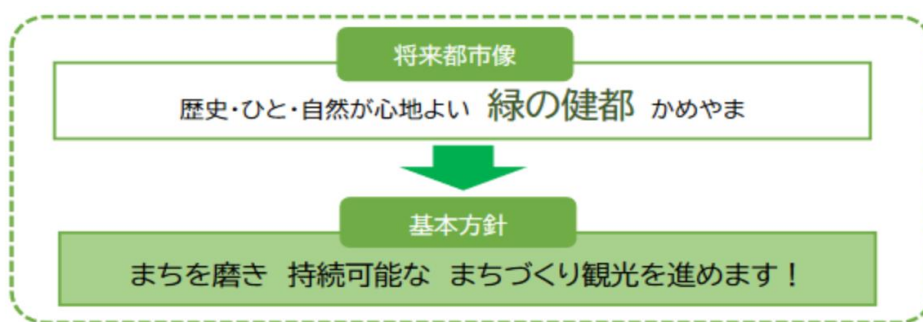 将来都市像
歴史・ひと・自然が心地よい 緑の健都 かめやま
基本方針
まちを磨き 持続可能な まちづくり観光を進めます！